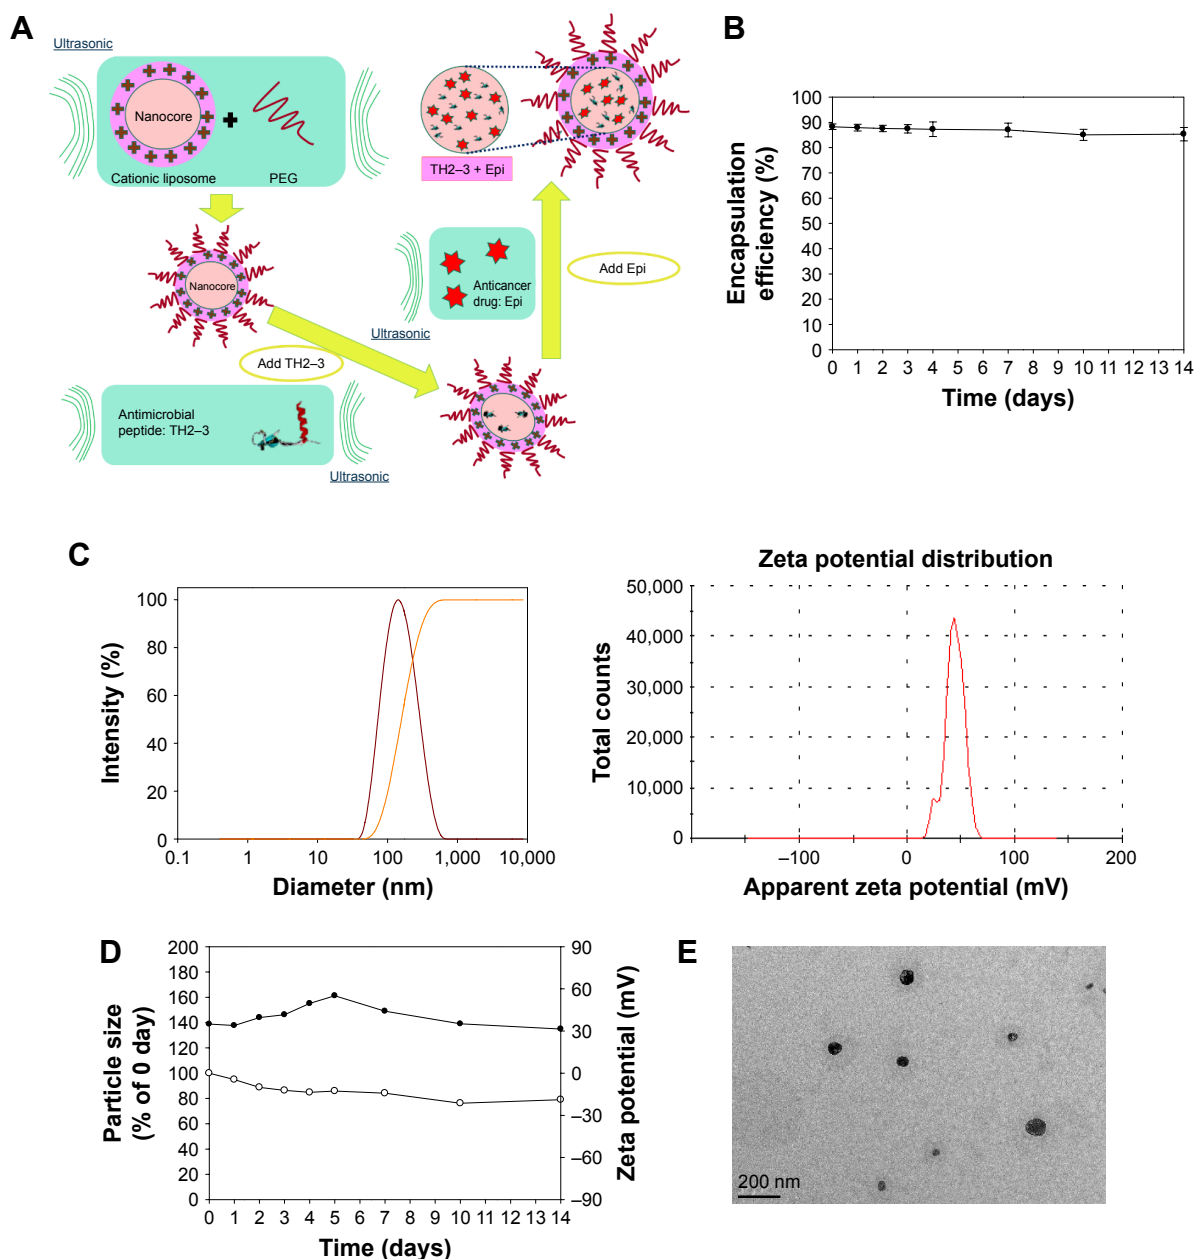 A
Ultrasonic
Nanocore
Cationic liposome
PEG
TH2–3 + Epi
Nanocore
Anticancer
drug: Epi
Add Epi
Ultrasonic
Add TH2–3
Antimicrobial
peptide: TH2–3
Ultrasonic
B
Encapsulation
efficiency (%)
100
90
80
70
60
50
40
30
20
10
0
0 1 2 3 4 5 6 7 8 9 10 11 12 13 14
Time (days)
C
Intensity (%)
100
80
60
40
20
0
0.1 1 10 100 1,000 10,000
Diameter (nm)
Zeta potential distribution
Total counts
50,000
40,000
30,000
20,000
10,000
0
–100 0 100 200
Apparent zeta potential (mV)
D
Particle size
(% of 0 day)
200
180
160
140
120
100
80
60
40
20
0
0 1 2 3 4 5 6 7 8 9 10 11 12 13 14
Time (days)
90
60
30
0
–30
–60
–90
Zeta potential (mV)
E
200 nm